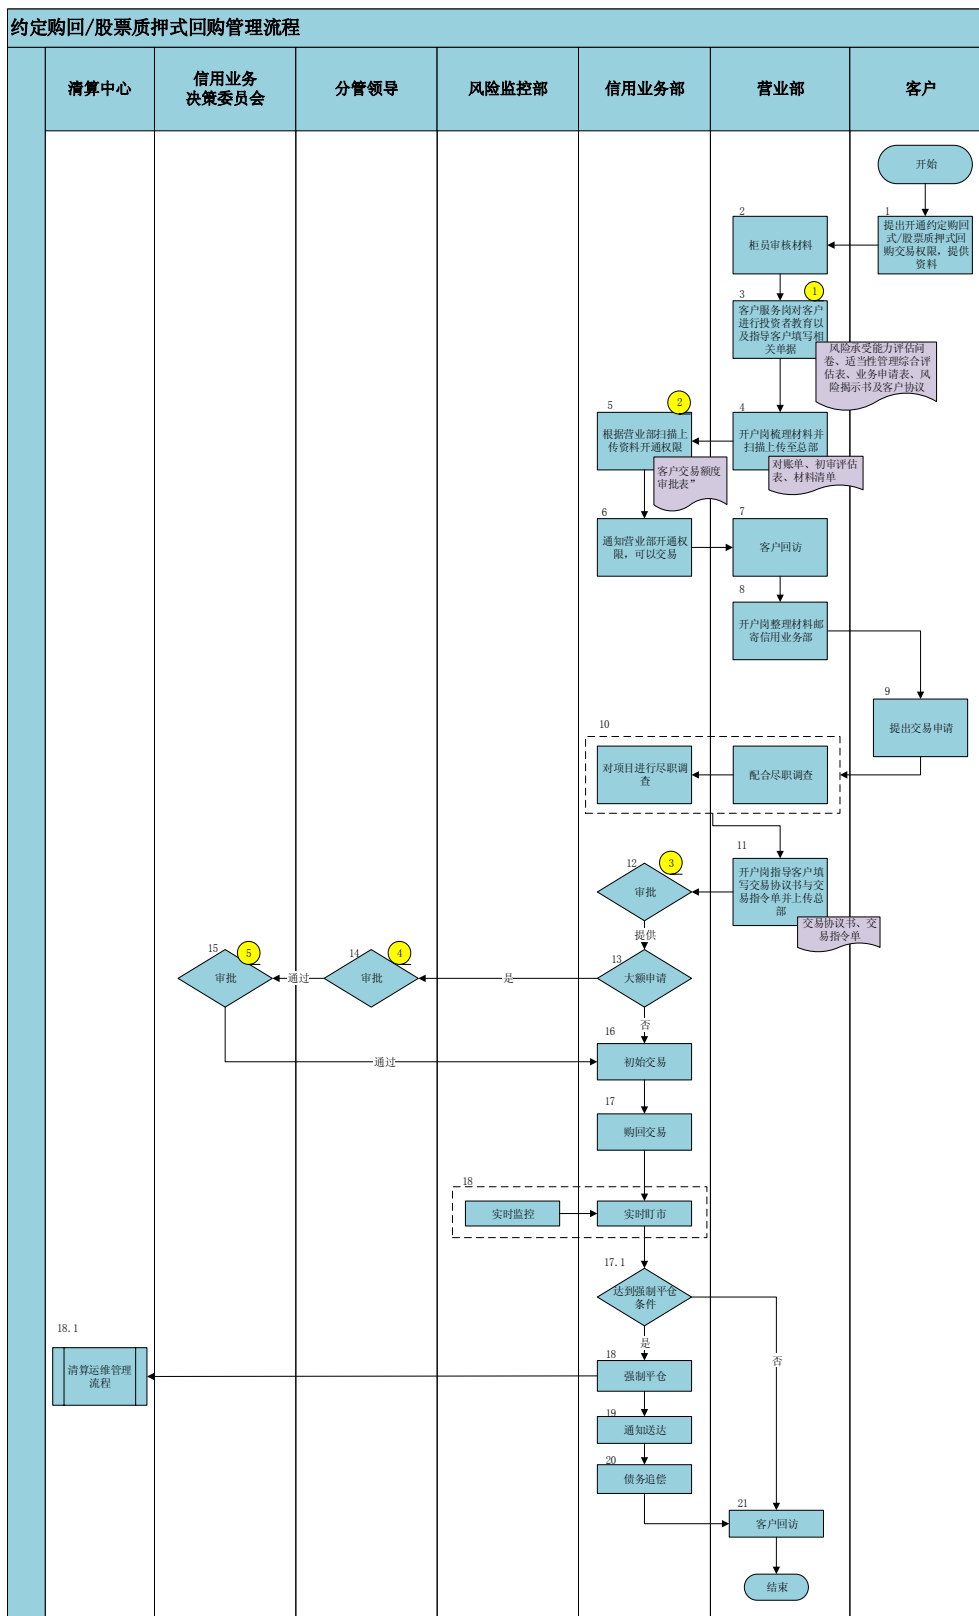 约定购回/股票质押式回购管理流程
清算中心
信用业务
决策委员会
分管领导
风险监控部
信用业务部
营业部
客户
开始
1
提出开通约定购回
式/股票质押式回
购交易权限，提供
资料
2
柜员审核材料
3
1
客户服务岗对客户
进行投资者教育以
及指导客户填写相
关单据
风险承受能力评估问
卷、适当性管理综合评
估表、业务申请表、风
险揭示书及客户协议
4
开户岗梳理材料并
扫描上传至总部
对账单、初审评估
表、材料清单
5
2
根据营业部扫描上
传资料开通权限
客户交易额度
审批表”
6
通知营业部开通权
限，可以交易
7
客户回访
8
开户岗整理材料邮
寄信用业务部
9
提出交易申请
10
对项目进行尽职调
查
配合尽职调查
11
开户岗指导客户填
写交易协议书与交
易指令单并上传总
部
交易协议书、交
易指令单
12
3
审批
提供
13
大额申请
是
14
4
审批
通过
15
5
审批
通过
否
16
初始交易
17
购回交易
18
实时监控
实时盯市
17.1
达到强制平仓
条件
是
否
18
强制平仓
18.1
清算运维管理
流程
19
通知送达
20
债务追偿
21
客户回访
结束